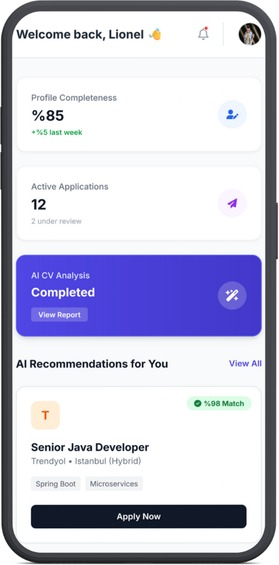 Welcome back, Lionel 👋
Profile Completeness
%85
+%5 last week
Active Applications
12
2 under review
AI CV Analysis
Completed
View Report
AI Recommendations for You View All
T
%98 Match
Senior Java Developer
Trendyol • Istanbul (Hybrid)
Spring Boot Microservices
Apply Now